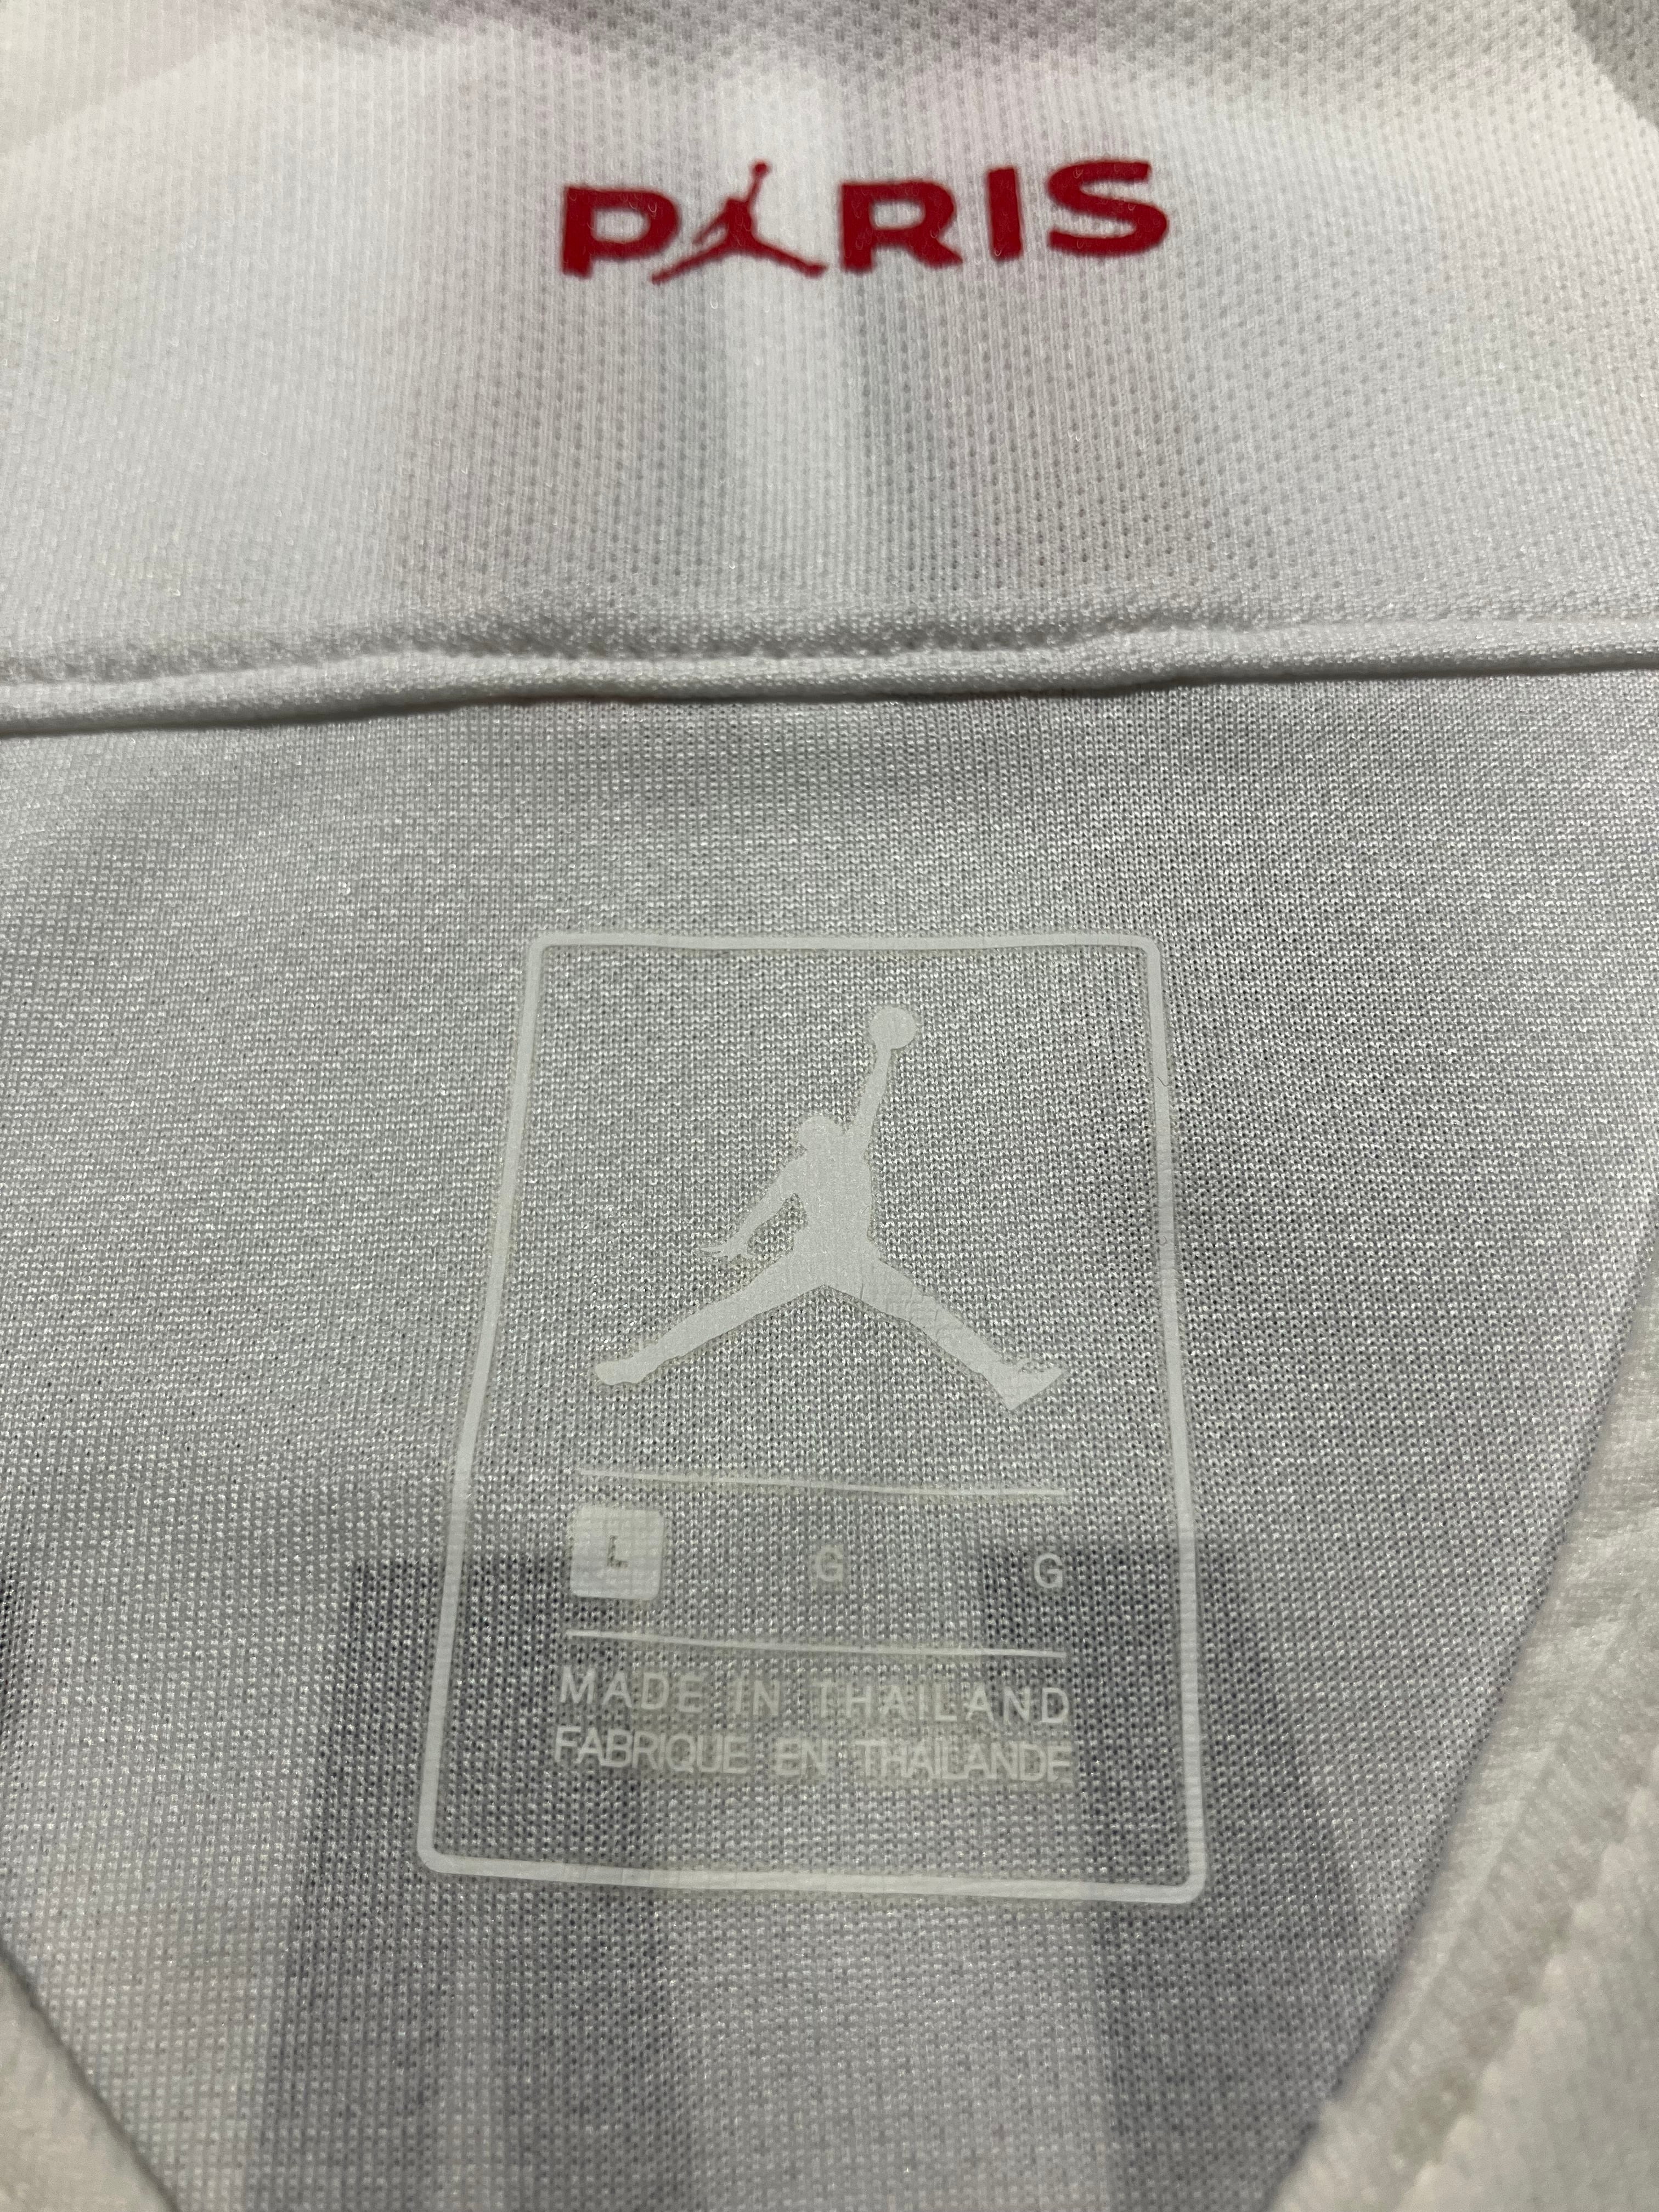 PARIS
L G G
MADE IN THAILAND
FABRIQUE EN THAILANDE